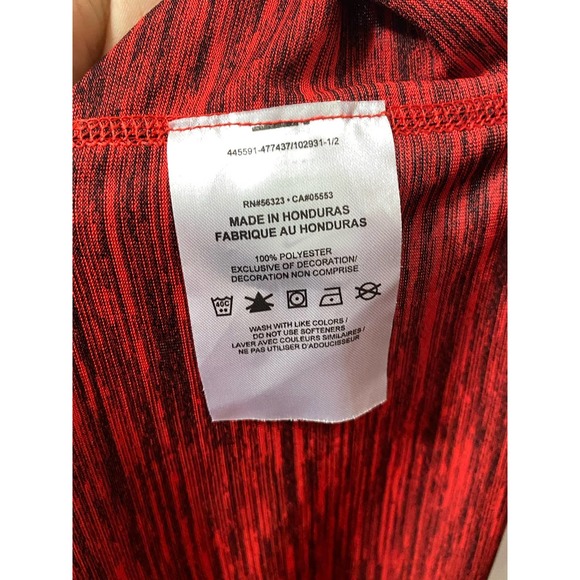 445591-477437/102931-1/2
RN#56323 • CA#05553
MADE IN HONDURAS
FABRIQUE AU HONDURAS
100% POLYESTER
EXCLUSIVE OF DECORATION/
DECORATION NON COMPRISE
40C
WASH WITH LIKE COLORS /
DO NOT USE SOFTENERS
LAVER AVEC COULEURS SIMILAIRES /
NE PAS UTILISER D'ADOUCISSEUR